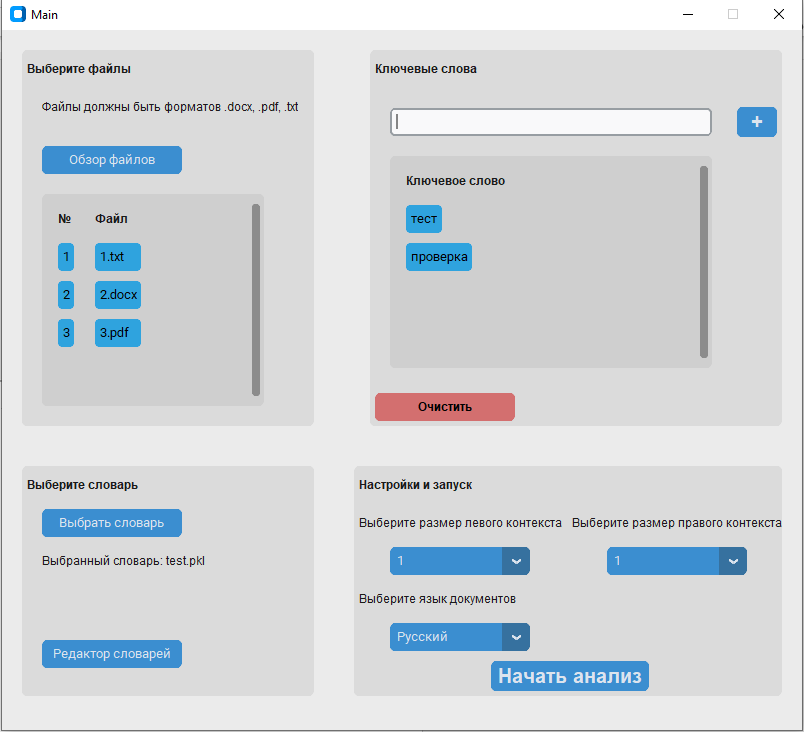 Main
Выберите файлы
Файлы должны быть форматов .docx, .pdf, .txt
Обзор файлов
№ Файл
1 1.txt
2 2.docx
3 3.pdf
Ключевые слова
+
Ключевое слово
тест
проверка
Очистить
Выберите словарь
Выбрать словарь
Выбранный словарь: test.pkl
Редактор словарей
Настройки и запуск
Выберите размер левого контекста Выберите размер правого контекста
1 1
Выберите язык документов
Русский
Начать анализ